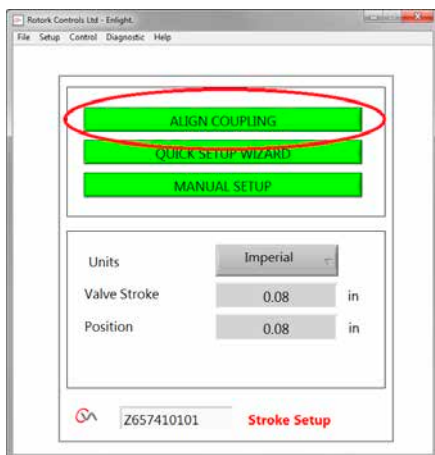 Rotork Controls Ltd - Enlight.
File Setup Control Diagnostic Help
ALIGN COUPLING
QUICK SETUP WIZARD
MANUAL SETUP
Units Imperial
Valve Stroke 0.08 in
Position 0.08 in
Z657410101 Stroke Setup